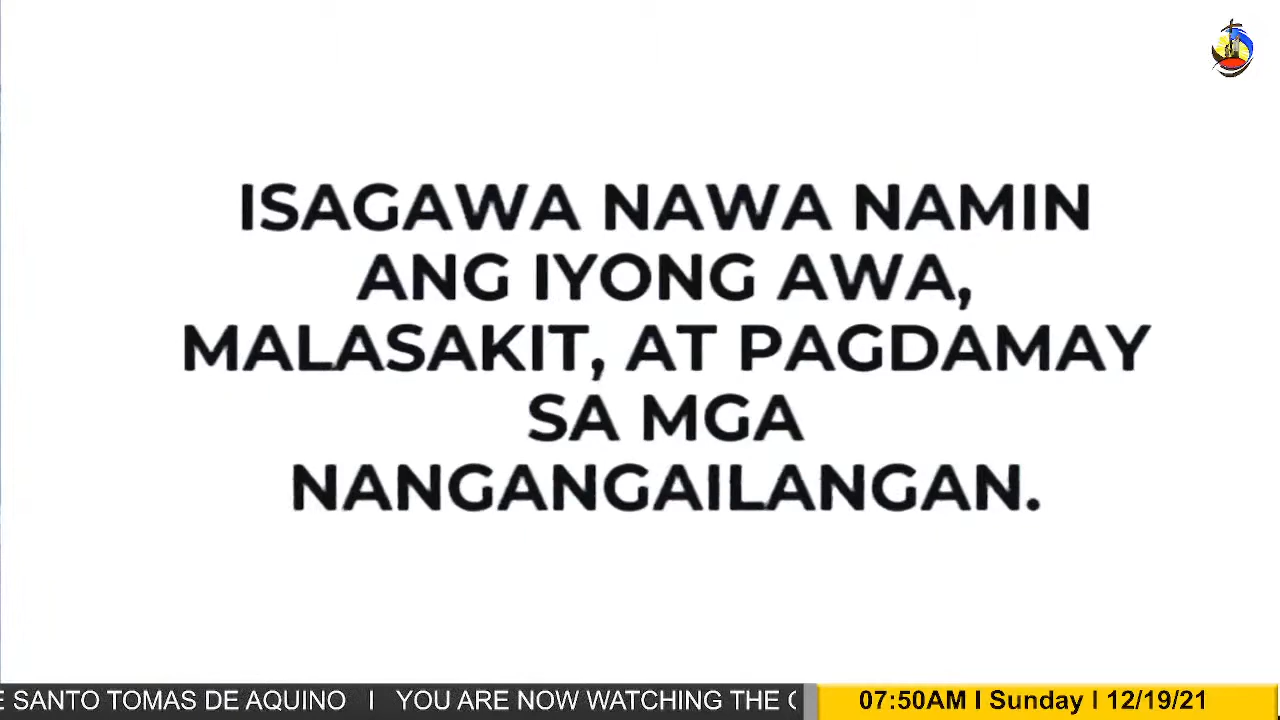 ISAGAWA NAWA NAMIN
ANG IYONG AWA,
MALASAKIT, AT PAGDAMAY
SA MGA
NANGANGAILANGAN.
SANTO TOMAS DE AQUINO I YOU ARE NOW WATCHING THE
07:50AM I Sunday I 12/19/21